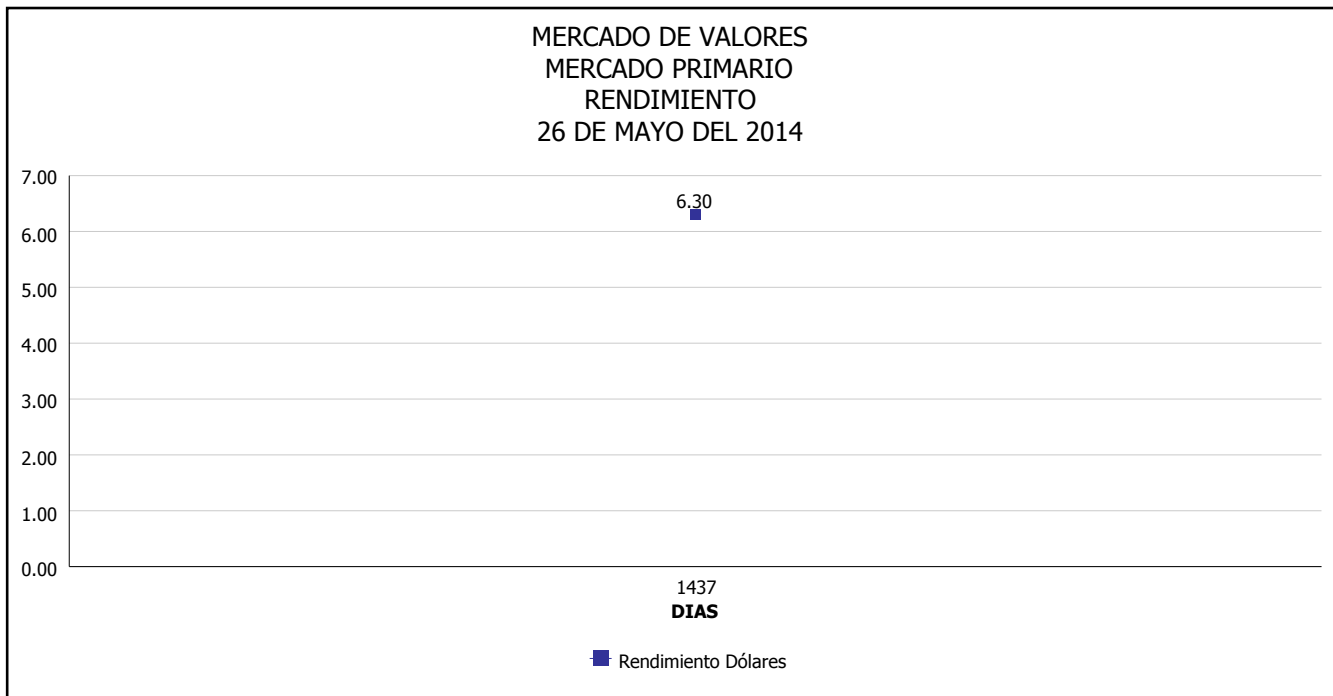 MERCADO DE VALORES
MERCADO PRIMARIO
RENDIMIENTO
26 DE MAYO DEL 2014
7.00
6.30
6.00
5.00
4.00
3.00
2.00
1.00
0.00
1437
DIAS
Rendimiento Dólares